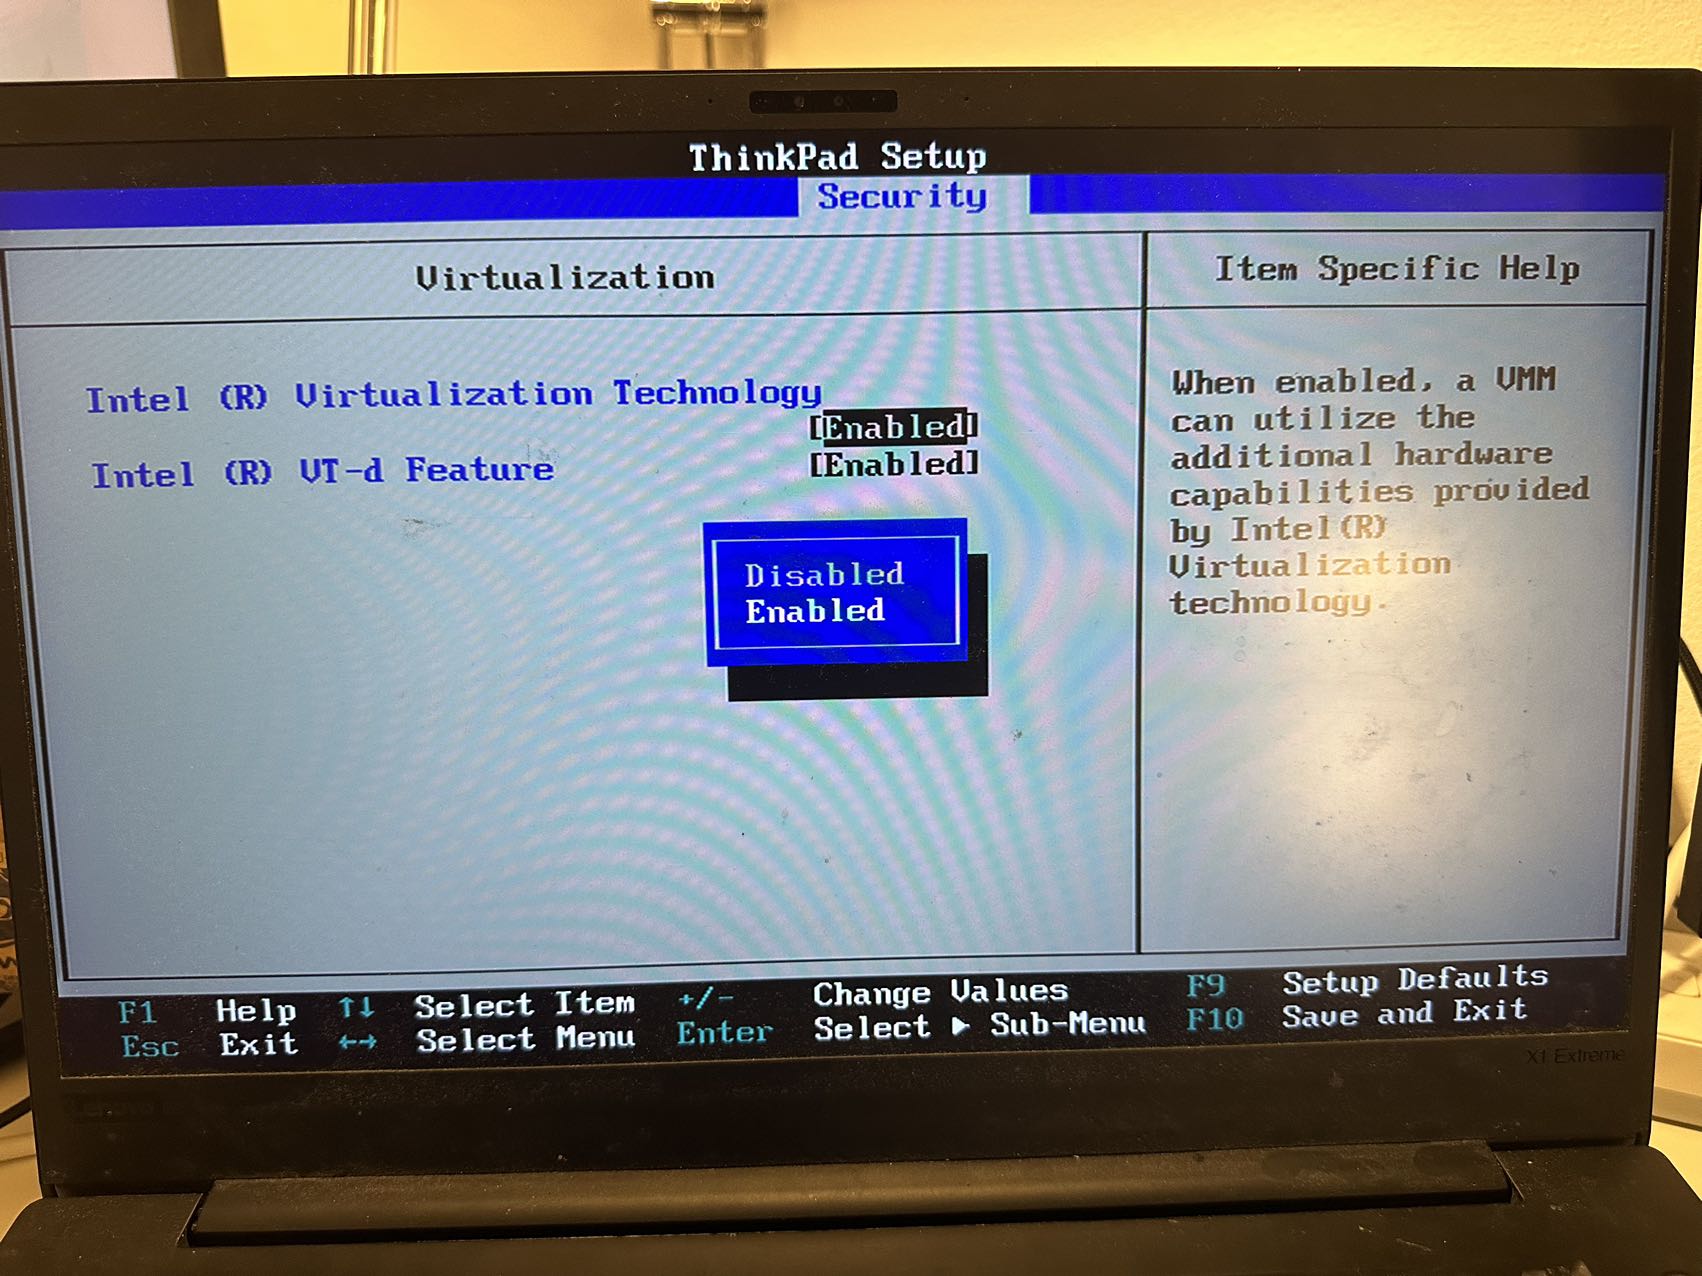 ThinkPad Setup
Security
Virtualization
Item Specific Help
Intel (R) Virtualization Technology
[Enabled]
Intel (R) VT-d Feature
[Enabled]
Disabled
Enabled
When enabled, a VMM
can utilize the
additional hardware
capabilities provided
by Intel(R)
Virtualization
technology.
F1 Help ↑↓ Select Item +/- Change Values F9 Setup Defaults
Esc Exit ←→ Select Menu Enter Select ▶ Sub-Menu F10 Save and Exit
X1 Extreme
Lenovo